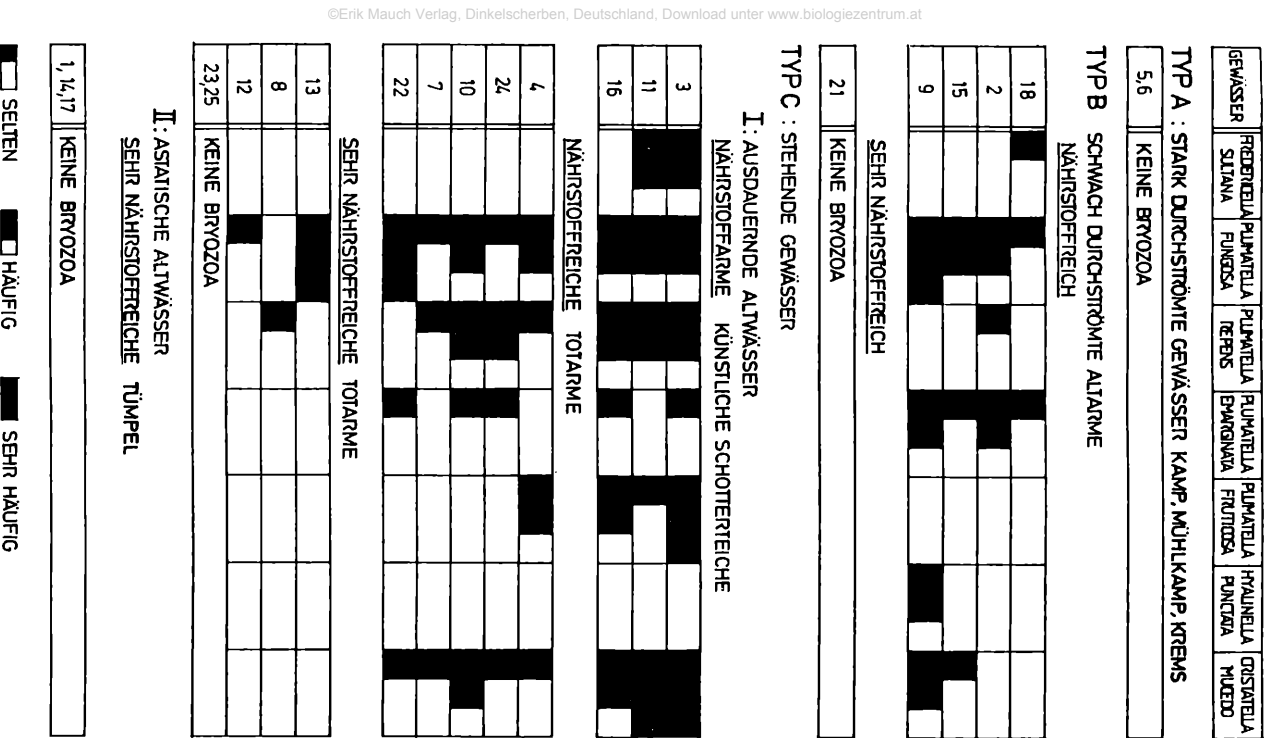 ©Erik Mauch Verlag, Dinkelscherben, Deutschland, Download unter www.biologiezentrum.at
GEWÄSSER
FREDERICELLA SULTANA
PLUMATELLA FUNGOSA
PLUMATELLA REPENS
PLUMATELLA EMARGINATA
PLUMATELLA FRUTICOSA
HYALINELLA PUNCTATA
CRISTATELLA MUCEDO
TYP A : STARK DURCHSTRÖMTE GEWÄSSER KAMP, MÜHLKAMP, KREMS
5,6 KEINE BRYOZOA
TYP B SCHWACH DURCHSTRÖMTE ALTARME
NÄHRSTOFFREICH
18
2
15
9
SEHR NÄHRSTOFFREICH
21 KEINE BRYOZOA
TYP C : STEHENDE GEWÄSSER
I: AUSDAUERNDE ALTWÄSSER
NÄHRSTOFFARME KÜNSTLICHE SCHOTTERTEICHE
3
11
16
NÄHRSTOFFREICHE TOTARME
4
24
10
7
22
SEHR NÄHRSTOFFREICHE TOTARME
13
8
12
23,25 KEINE BRYOZOA
II: ASTATISCHE ALTWÄSSER
SEHR NÄHRSTOFFREICHE TÜMPEL
1, 14,17 KEINE BRYOZOA
SELTEN HÄUFIG SEHR HÄUFIG